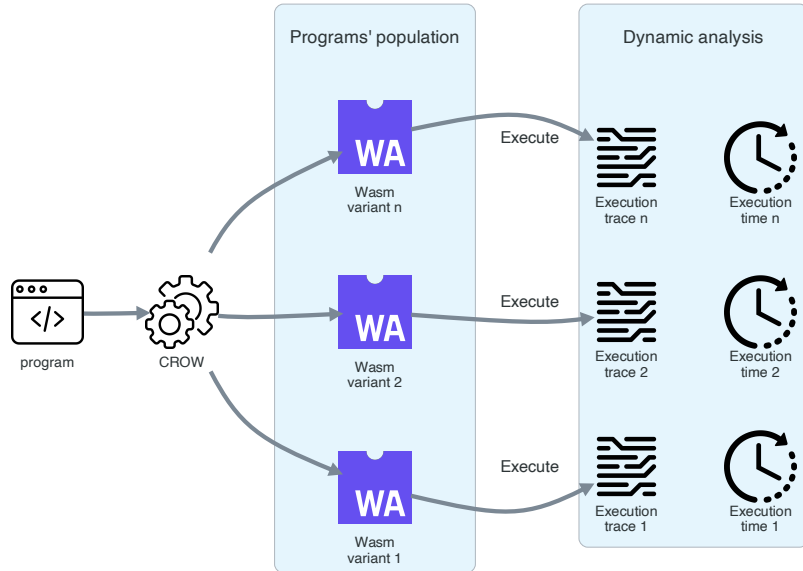 Programs' population
Dynamic analysis
WA
Execute
Wasm
variant n
Execution
trace n
Execution
time n
</>
program
CROW
WA
Execute
Wasm
variant 2
Execution
trace 2
Execution
time 2
WA
Execute
Wasm
variant 1
Execution
trace 1
Execution
time 1